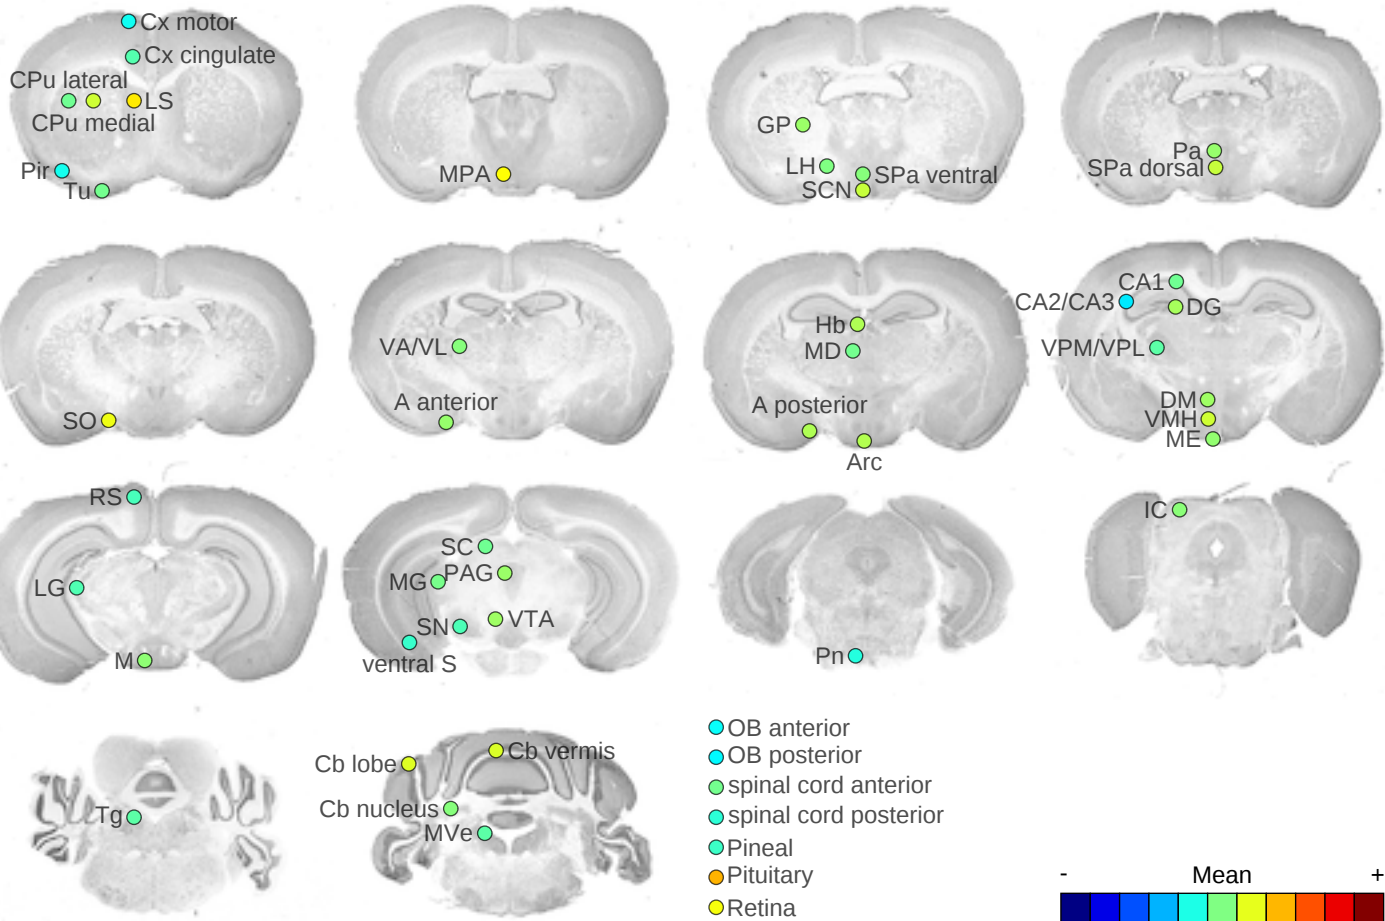 Cx motor
Cx cingulate
CPu lateral
LS
CPu medial
Pir
Tu
MPA
GP
LH
SPa ventral
SCN
Pa
SPa dorsal
SO
VA/VL
A anterior
Hb
MD
A posterior
Arc
CA1
CA2/CA3
DG
VPM/VPL
DM
VMH
ME
RS
LG
M
SC
MG
PAG
SN
VTA
ventral S
Pn
IC
Tg
Cb lobe
Cb vermis
Cb nucleus
MVe
OB anterior
OB posterior
spinal cord anterior
spinal cord posterior
Pineal
Pituitary
Retina
- Mean +